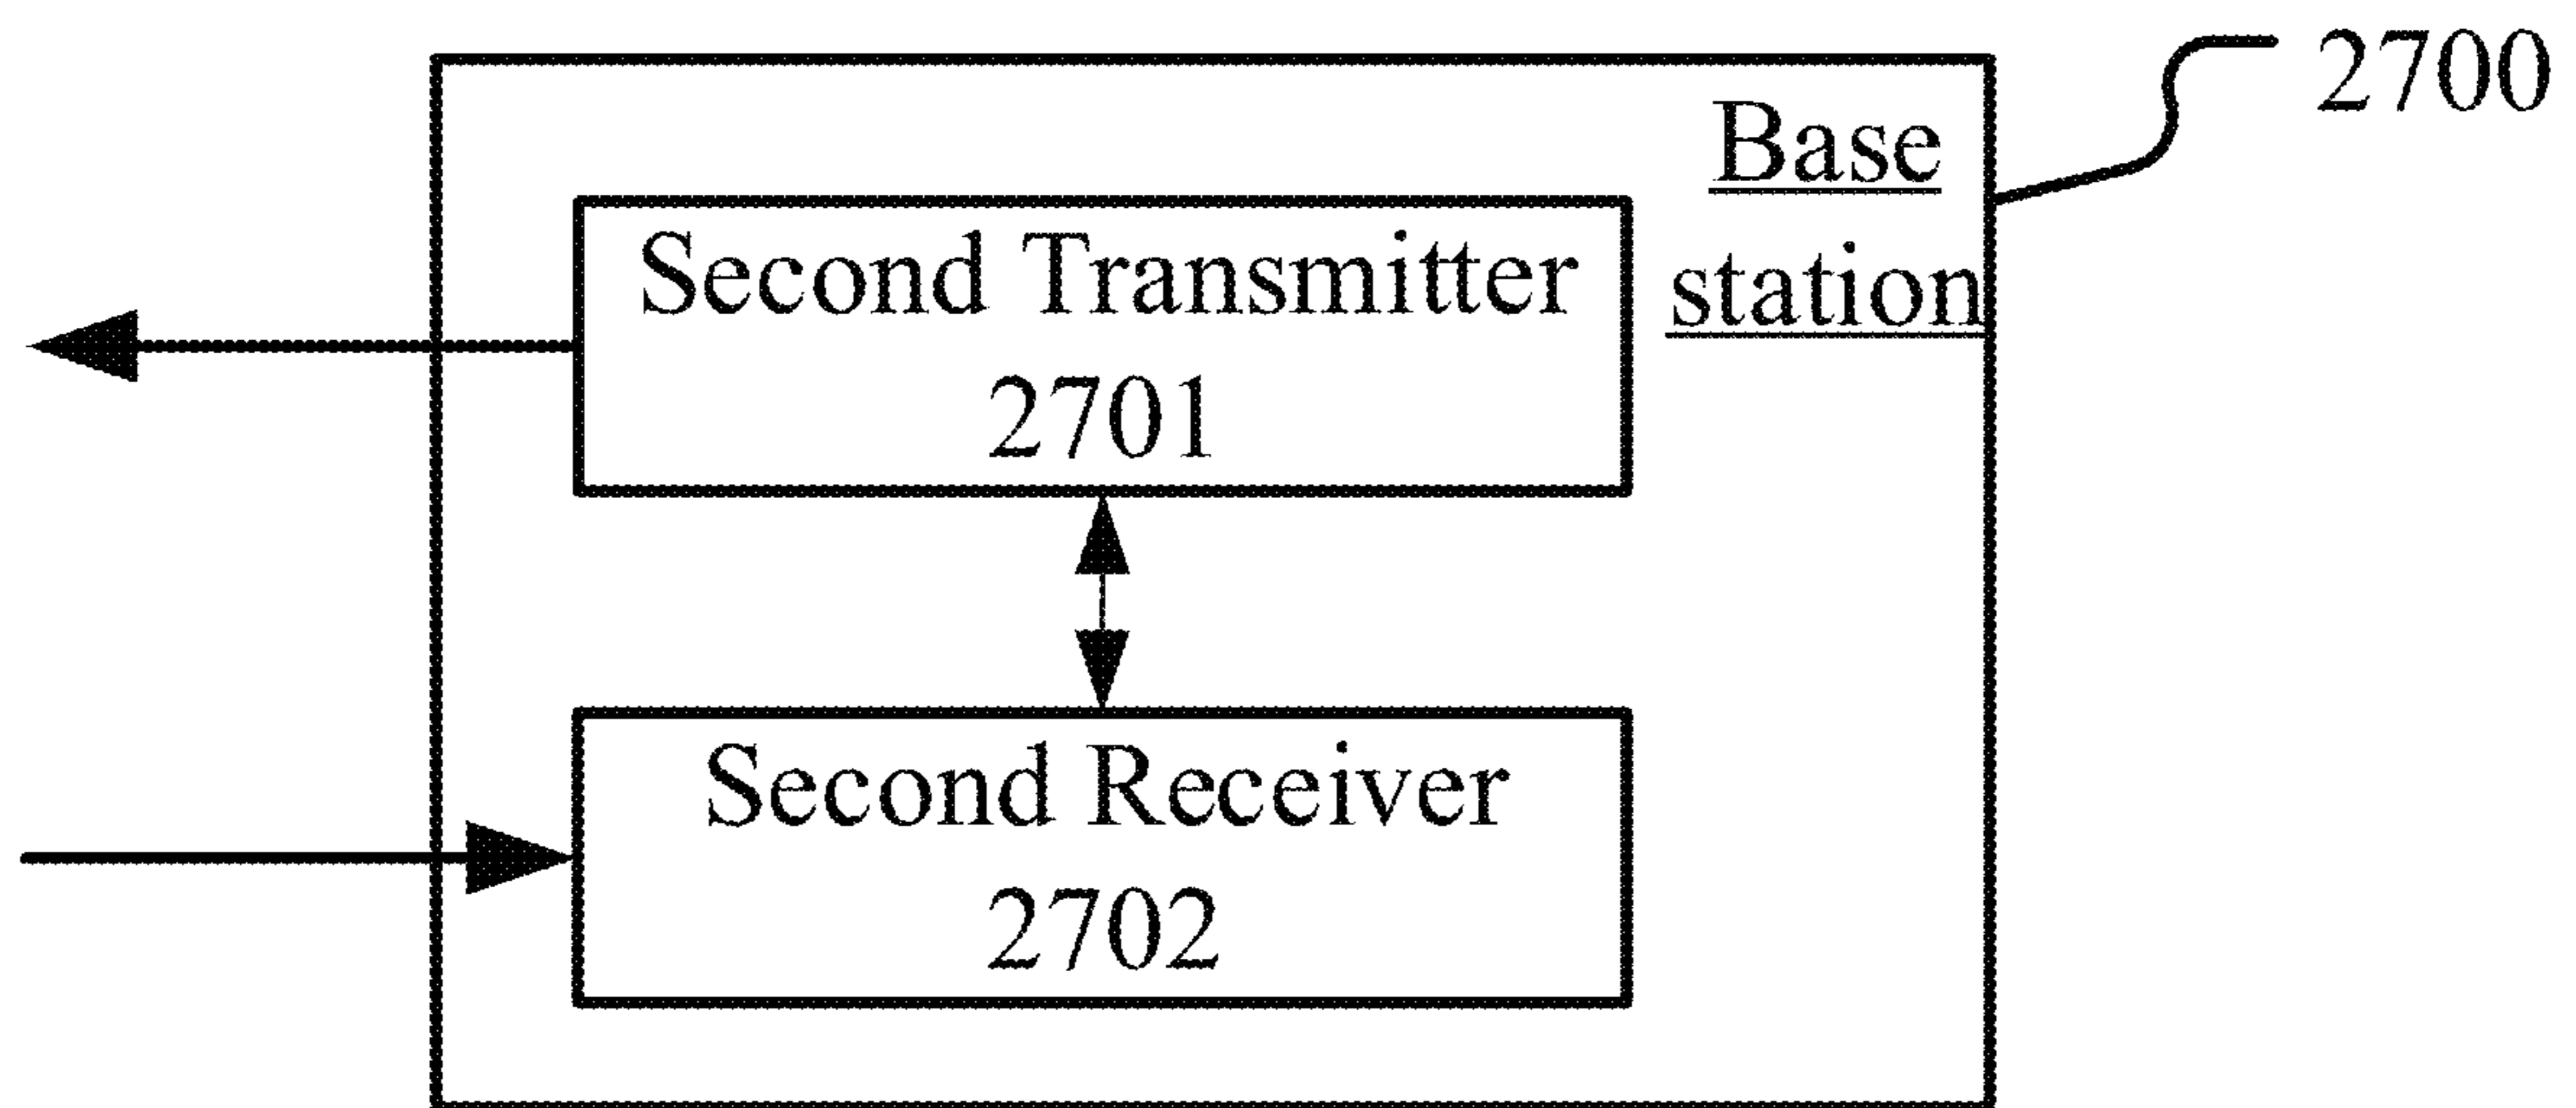 2700
Base
station
Second Transmitter
2701
Second Receiver
2702